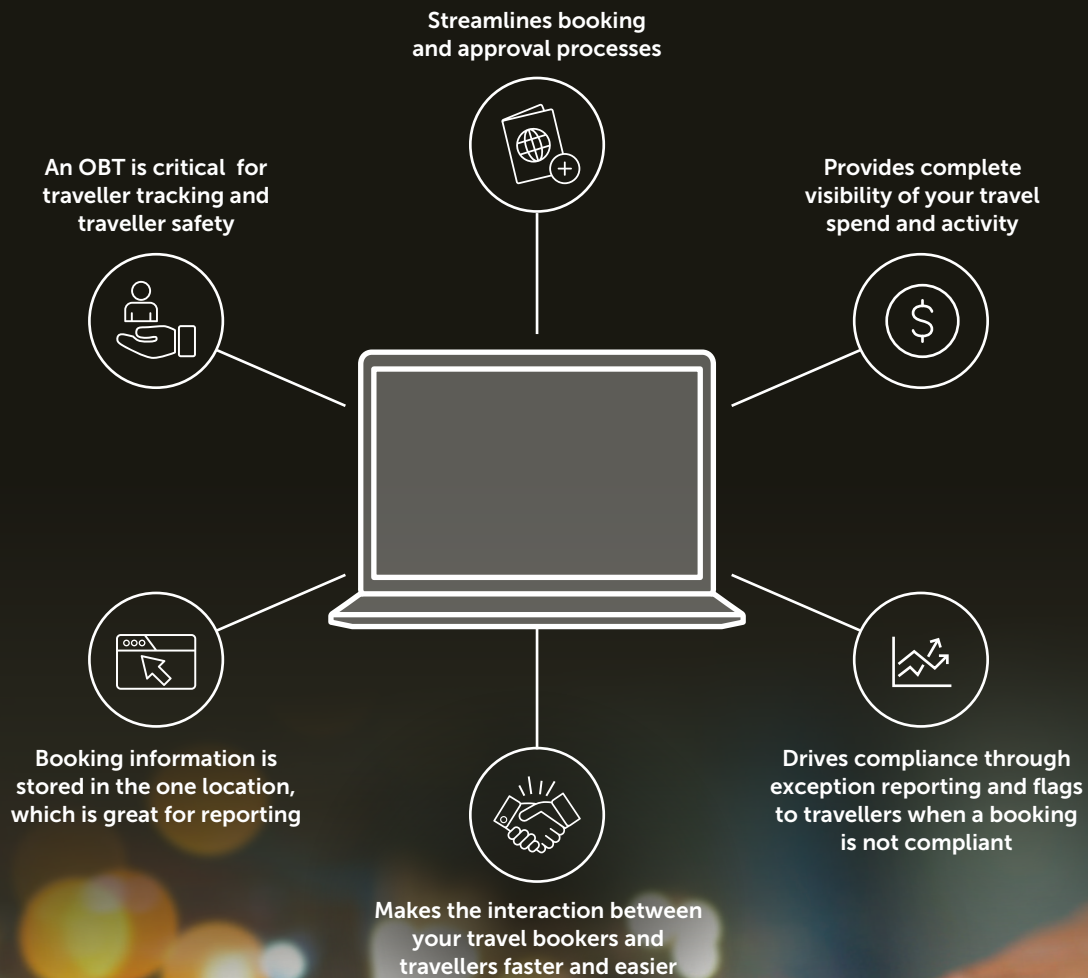 Streamlines booking
and approval processes
An OBT is critical  for
traveller tracking and
traveller safety
Provides complete
visibility of your travel
spend and activity
$
Booking information is
stored in the one location,
which is great for reporting
Drives compliance through
exception reporting and flags
to travellers when a booking
is not compliant
Makes the interaction between
your travel bookers and
travellers faster and easier